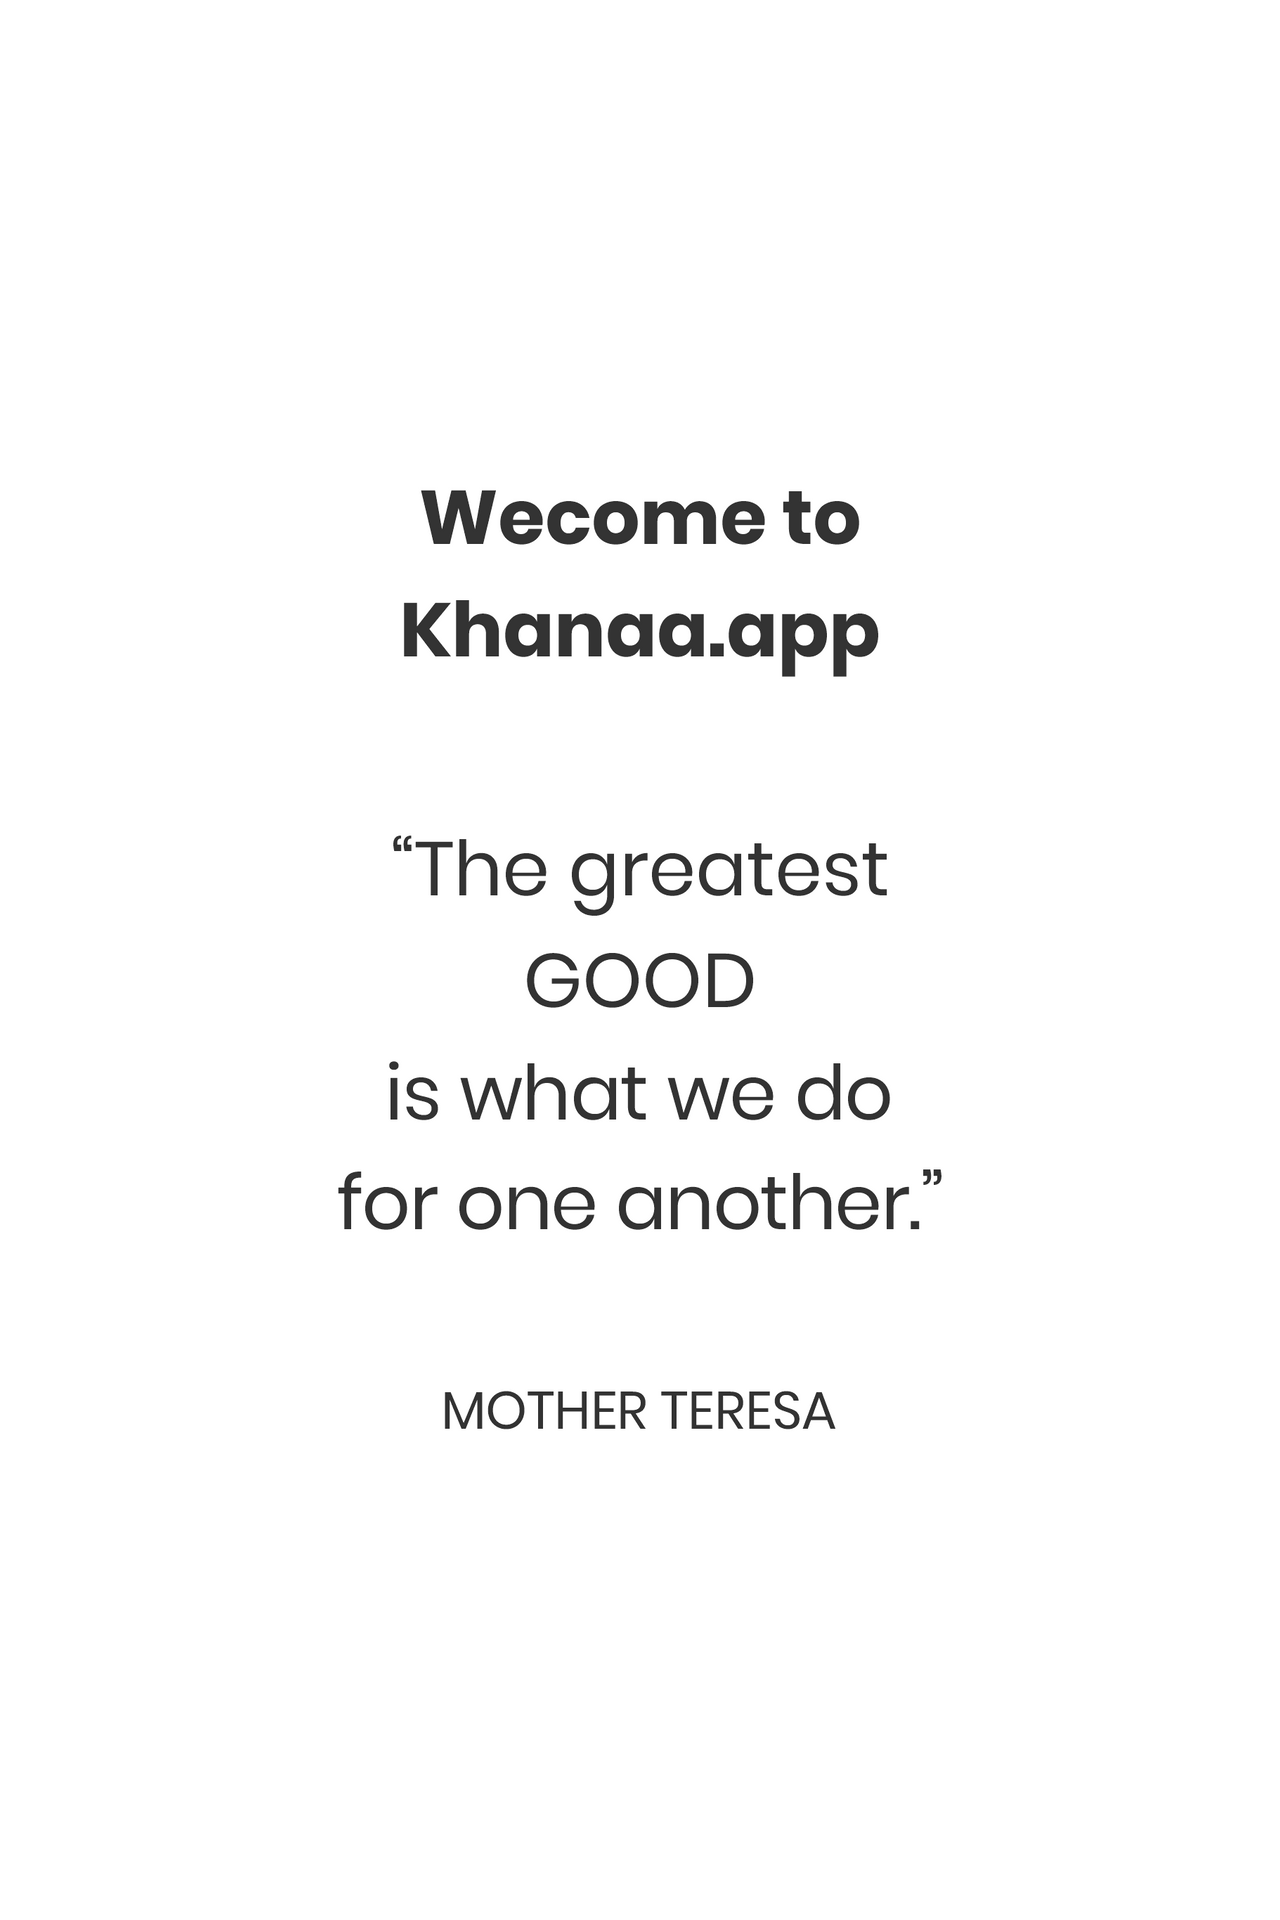 Wecome to
Khanaa.app
“The greatest
GOOD
is what we do
for one another.”
MOTHER TERESA